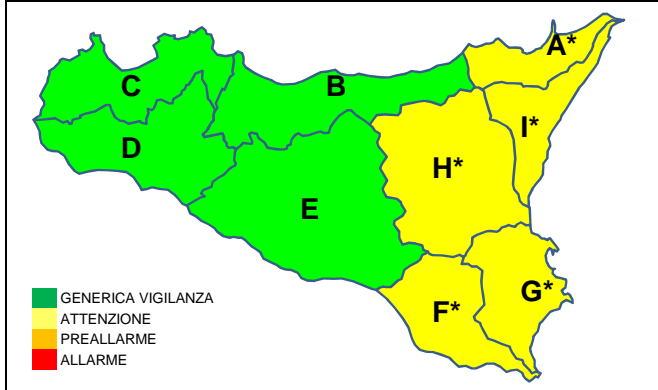 A*
C
B
I*
D
H*
E
G*
F*
GENERICA VIGILANZA
ATTENZIONE
PREALLARME
ALLARME